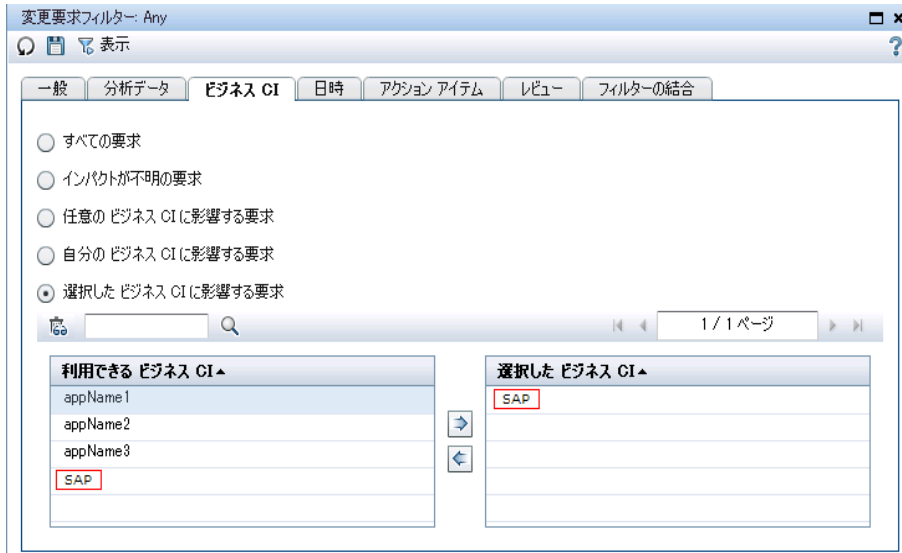 変更要求フィルター: Any
表示
一般 分析データ ビジネス CI 日時 アクション アイテム レビュー フィルターの結合
すべての要求
インパクトが不明の要求
任意の ビジネス CI に影響する要求
自分の ビジネス CI に影響する要求
選択した ビジネス CI に影響する要求
1 / 1 ページ
利用できる ビジネス CI 選択した ビジネス CI
appName1 SAP
appName2
appName3
SAP